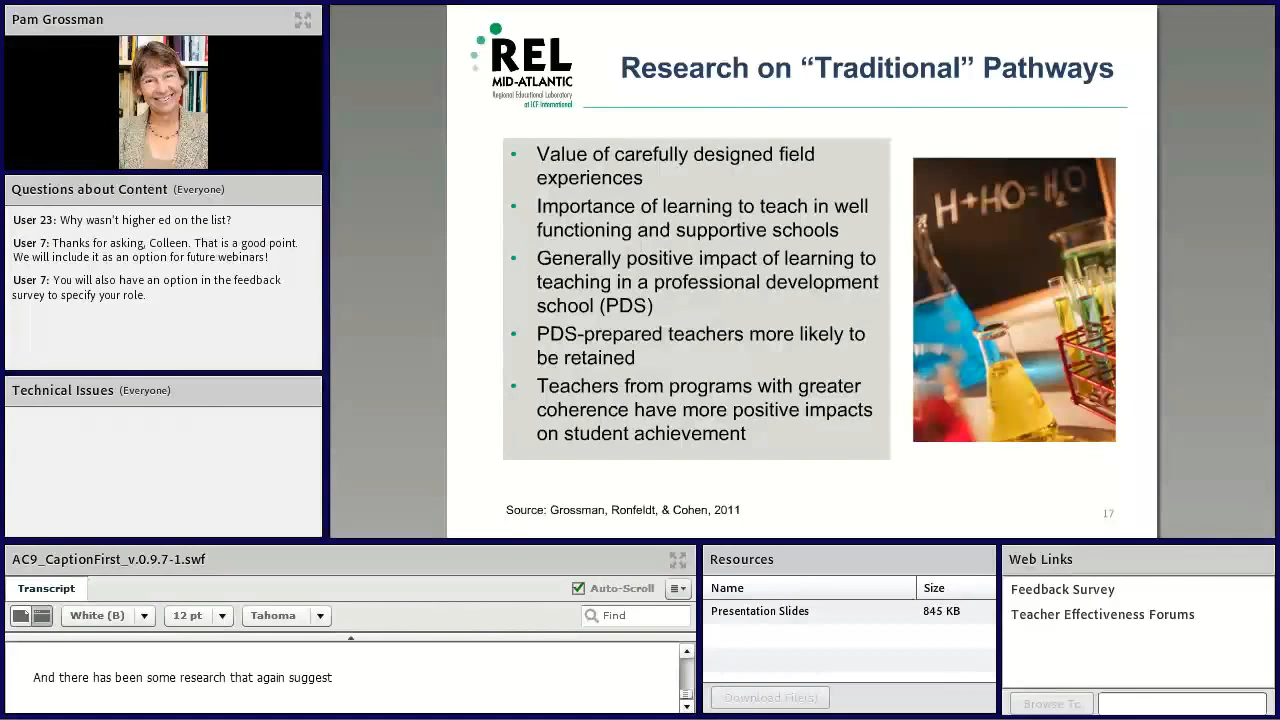 Pam Grossman
Questions about Content (Everyone)
User 23: Why wasn't higher ed on the list?
User 7: Thanks for asking, Colleen. That is a good point.
We will include it as an option for future webinars!
User 7: You will also have an option in the feedback
survey to specify your role.
Technical Issues (Everyone)
REL
MID-ATLANTIC
Regional Educational Laboratory
at ICF International
Research on “Traditional” Pathways
• Value of carefully designed field
experiences
• Importance of learning to teach in well
functioning and supportive schools
• Generally positive impact of learning to
teaching in a professional development
school (PDS)
• PDS-prepared teachers more likely to
be retained
• Teachers from programs with greater
coherence have more positive impacts
on student achievement
H+HO=H₂O
Source: Grossman, Ronfeldt, & Cohen, 2011
17
AC9_CaptionFirst_v.0.9.7-1.swf
Transcript
Auto-Scroll
White (B)
12 pt
Tahoma
Find
And there has been some research that again suggest
Resources
Name Size
Presentation Slides 845 KB
Download File(s)
Web Links
Feedback Survey
Teacher Effectiveness Forums
Browse To